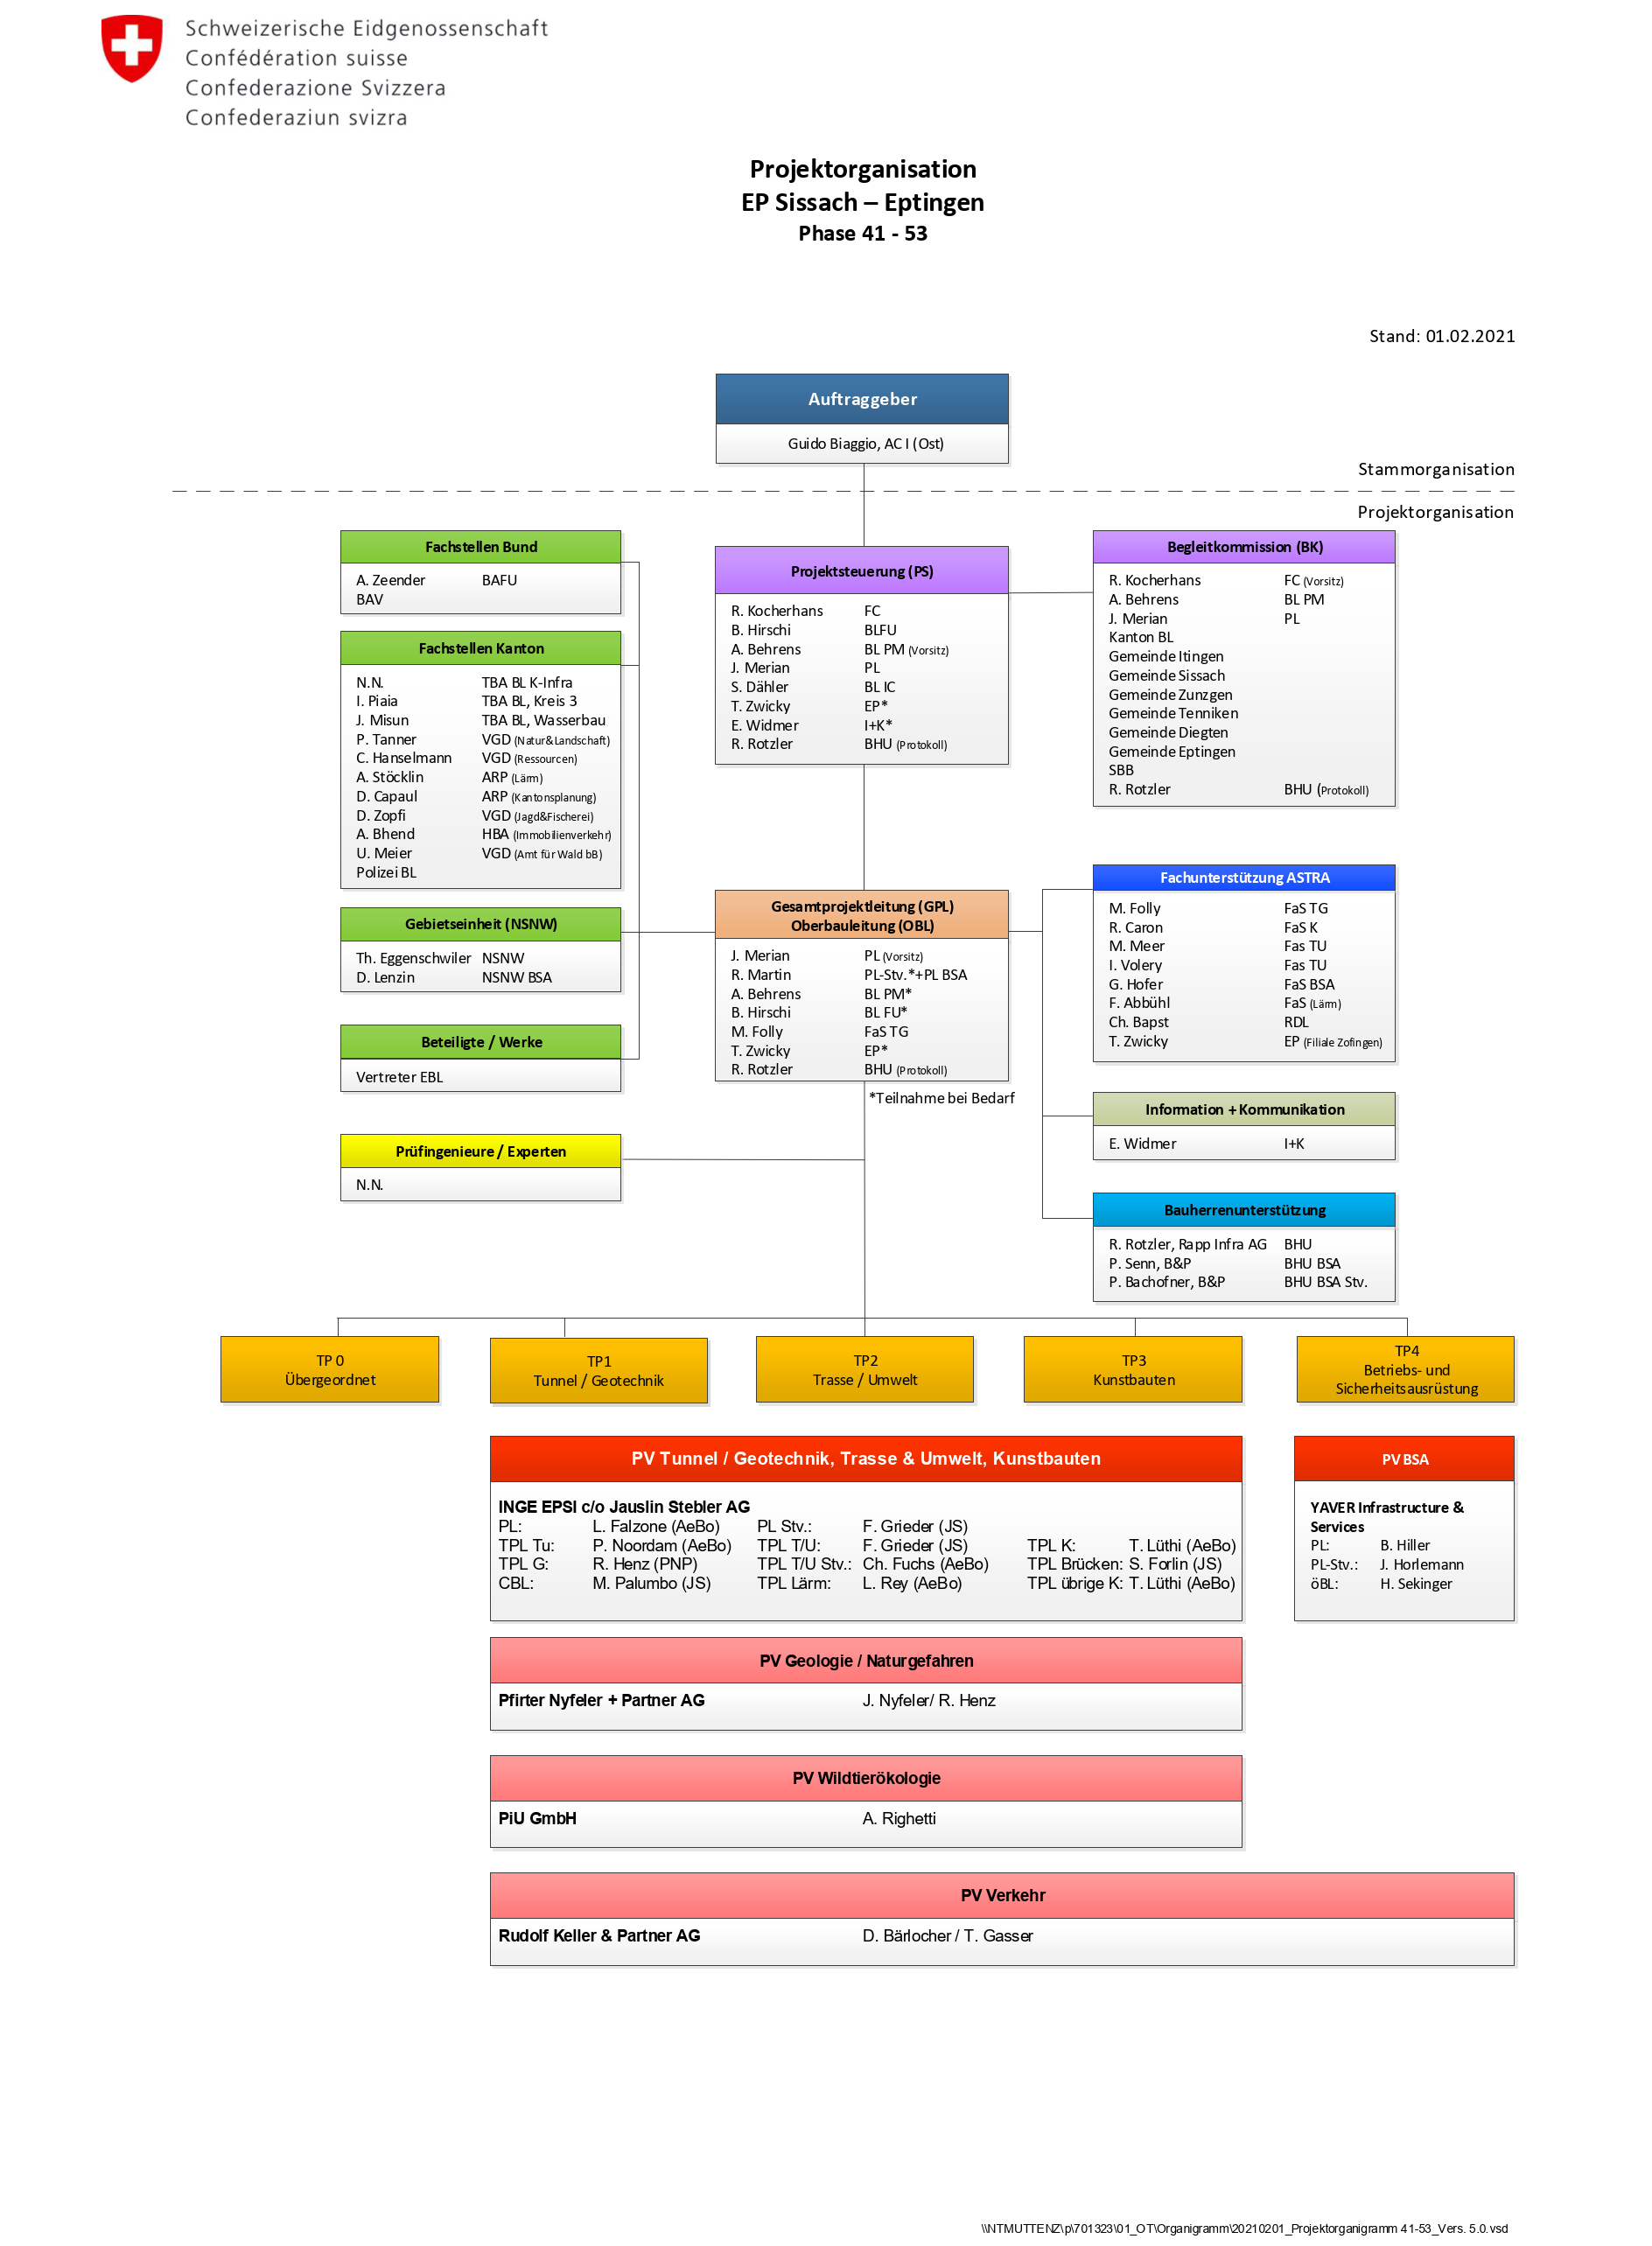 Schweizerische Eidgenossenschaft
Confédération suisse
Confederazione Svizzera
Confederaziun svizra
Projektorganisation
EP Sissach – Eptingen
Phase 41 - 53
Stand: 01.02.2021
Auftraggeber
Guido Biaggio, AC I (Ost)
Stammorganisation
Projektorganisation
Fachstellen Bund
A. Zeender BAFU
BAV
Fachstellen Kanton
N.N. TBA BL K-Infra
I. Piaia TBA BL, Kreis 3
J. Misun TBA BL, Wasserbau
P. Tanner VGD (Natur&Landschaft)
C. Hanselmann VGD (Ressourcen)
A. Stöcklin ARP (Lärm)
D. Capaul ARP (Kantonsplanung)
D. Zopfi VGD (Jagd&Fischerei)
A. Bhend HBA (Immobilienverkehr)
U. Meier VGD (Amt für Wald bB)
Polizei BL
Gebietseinheit (NSNW)
Th. Eggenschwiler NSNW
D. Lenzin NSNW BSA
Beteiligte / Werke
Vertreter EBL
Prüfingenieure / Experten
N.N.
Projektsteuerung (PS)
R. Kocherhans FC
B. Hirschi BLFU
A. Behrens BL PM (Vorsitz)
J. Merian PL
S. Dähler BL IC
T. Zwicky EP*
E. Widmer I+K*
R. Rotzler BHU (Protokoll)
Gesamtprojektleitung (GPL)
Oberbauleitung (OBL)
J. Merian PL (Vorsitz)
R. Martin PL-Stv.*+PL BSA
A. Behrens BL PM*
B. Hirschi BL FU*
M. Folly FaS TG
T. Zwicky EP*
R. Rotzler BHU (Protokoll)
*Teilnahme bei Bedarf
Begleitkommission (BK)
R. Kocherhans FC (Vorsitz)
A. Behrens BL PM
J. Merian PL
Kanton BL
Gemeinde Itingen
Gemeinde Sissach
Gemeinde Zunzgen
Gemeinde Tenniken
Gemeinde Diegten
Gemeinde Eptingen
SBB
R. Rotzler BHU (Protokoll)
Fachunterstützung ASTRA
M. Folly FaS TG
R. Caron FaS K
M. Meer Fas TU
I. Volery Fas TU
G. Hofer FaS BSA
F. Abbühl FaS (Lärm)
Ch. Bapst RDL
T. Zwicky EP (Filiale Zofingen)
Information + Kommunikation
E. Widmer I+K
Bauherrenunterstützung
R. Rotzler, Rapp Infra AG BHU
P. Senn, B&P BHU BSA
P. Bachofner, B&P BHU BSA Stv.
TP 0
Übergeordnet
TP1
Tunnel / Geotechnik
TP2
Trasse / Umwelt
TP3
Kunstbauten
TP4
Betriebs- und
Sicherheitsausrüstung
PV Tunnel / Geotechnik, Trasse & Umwelt, Kunstbauten
INGE EPSI c/o Jauslin Stebler AG
PL: L. Falzone (AeBo) PL Stv.: F. Grieder (JS)
TPL Tu: P. Noordam (AeBo) TPL T/U: F. Grieder (JS) TPL K: T. Lüthi (AeBo)
TPL G: R. Henz (PNP) TPL T/U Stv.: Ch. Fuchs (AeBo) TPL Brücken: S. Forlin (JS)
CBL: M. Palumbo (JS) TPL Lärm: L. Rey (AeBo) TPL übrige K: T. Lüthi (AeBo)
PV BSA
YAVER Infrastructure &
Services
PL: B. Hiller
PL-Stv.: J. Horlemann
öBL: H. Sekinger
PV Geologie / Naturgefahren
Pfirter Nyfeler + Partner AG J. Nyfeler/ R. Henz
PV Wildtierökologie
PiU GmbH A. Righetti
PV Verkehr
Rudolf Keller & Partner AG D. Bärlocher / T. Gasser
\\NTMUTTENZ\p\701323\01_OT\Organigramm\20210201_Projektorganigramm 41-53_Vers. 5.0.vsd